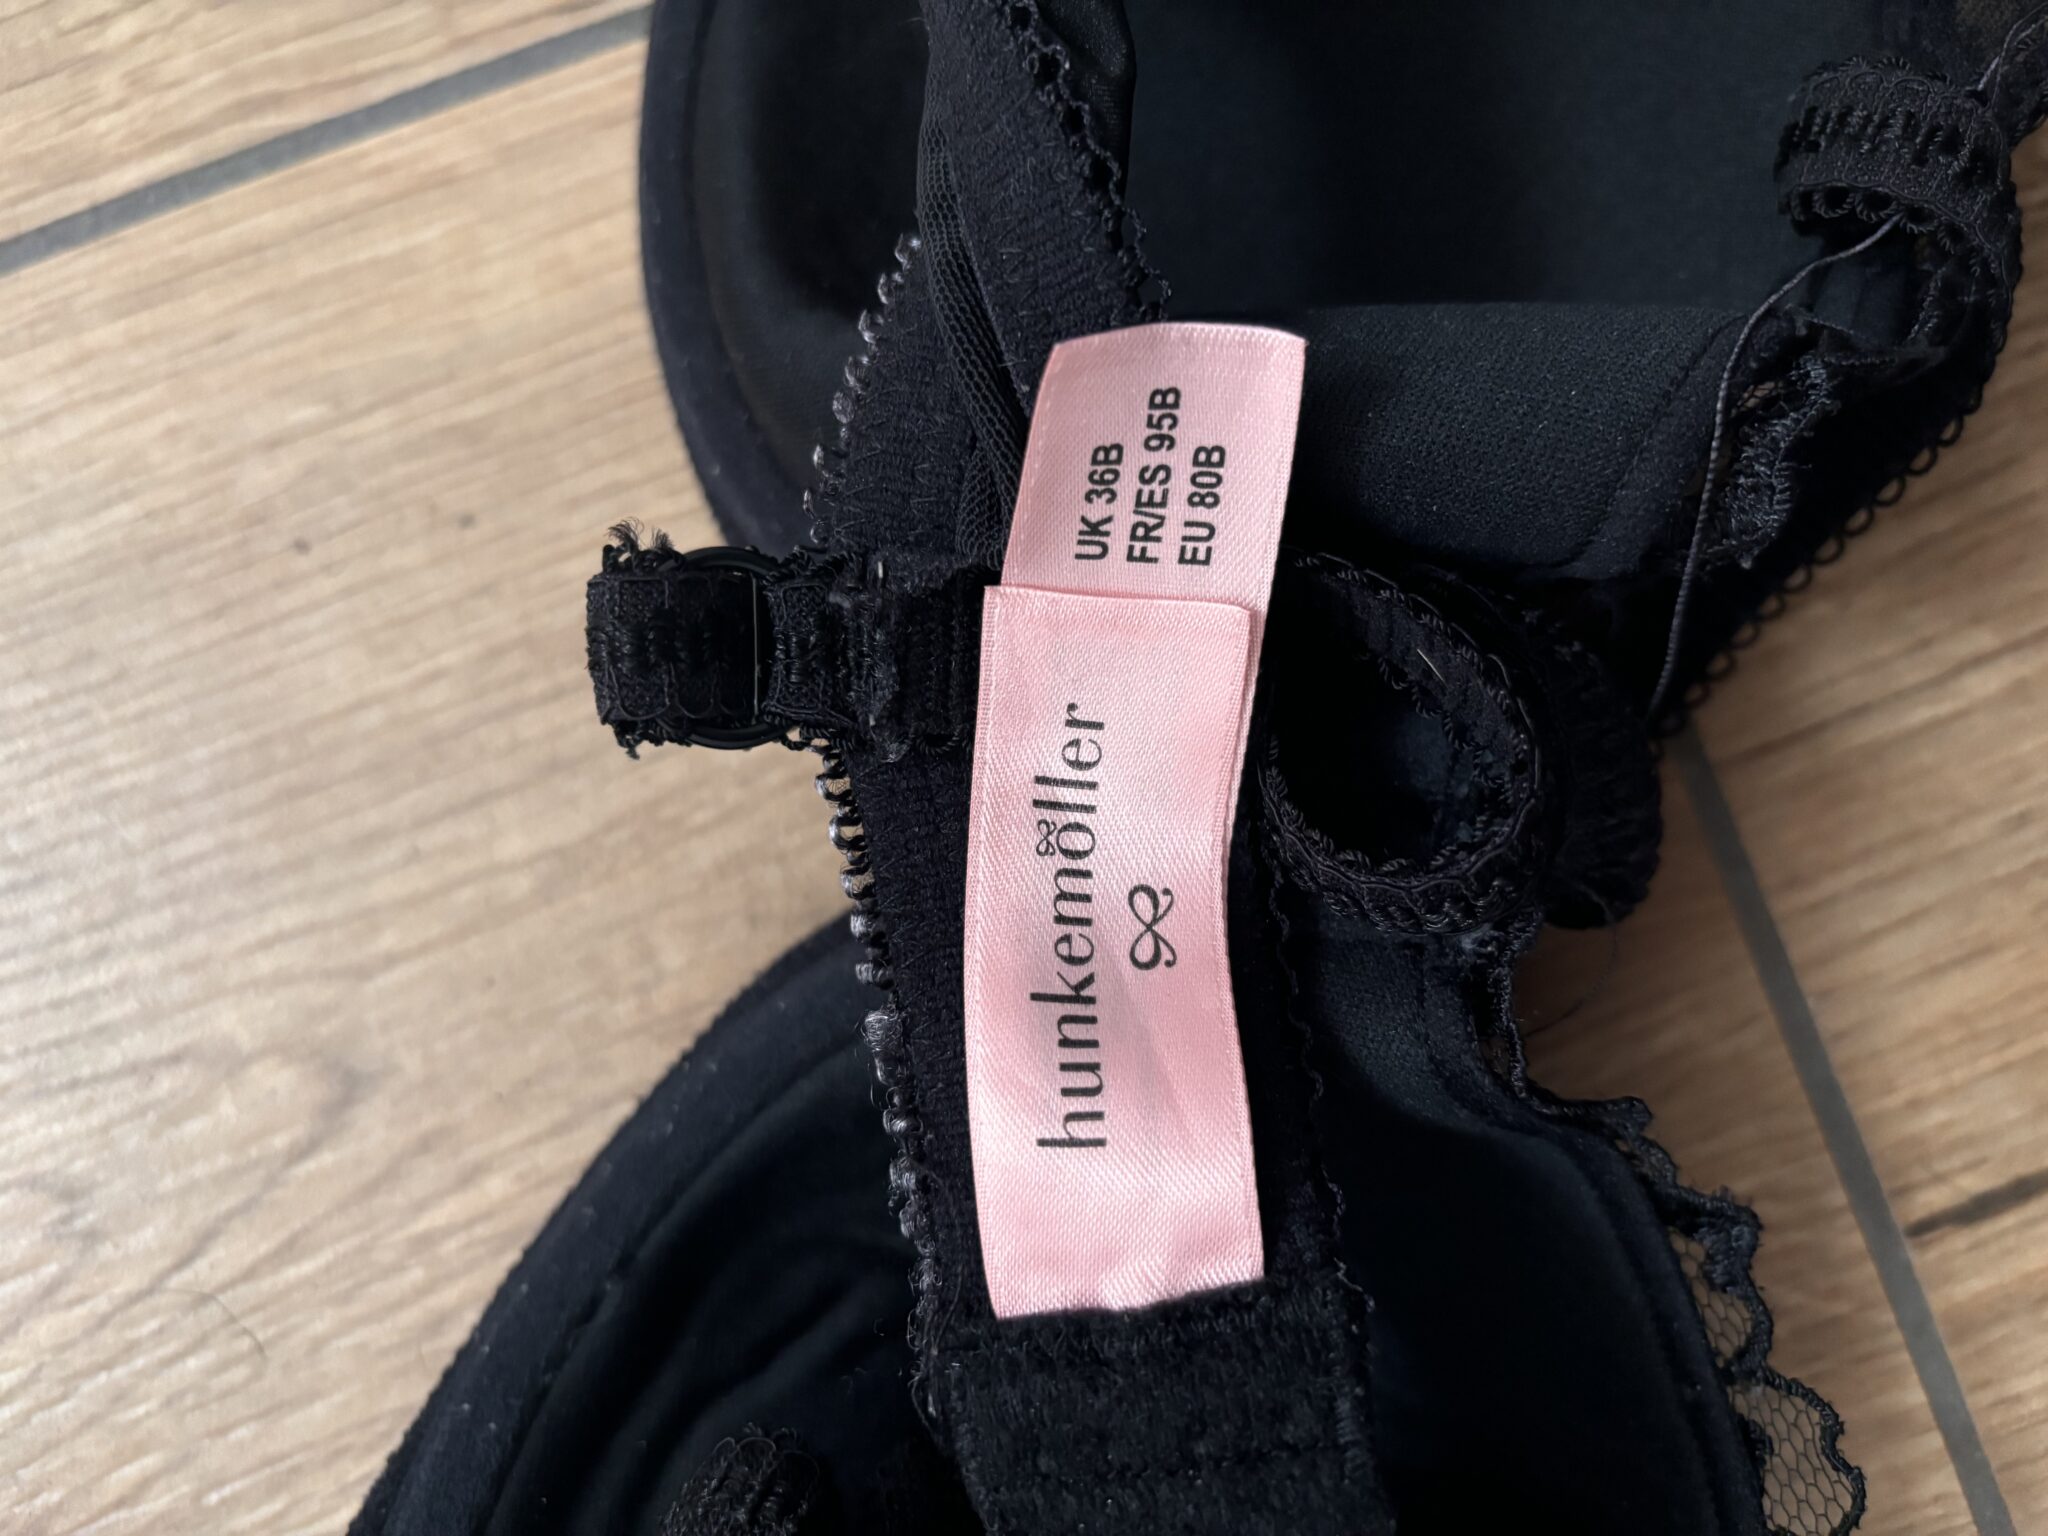 UK 36B
FR/ES 95B
EU 80B
hunkemöller